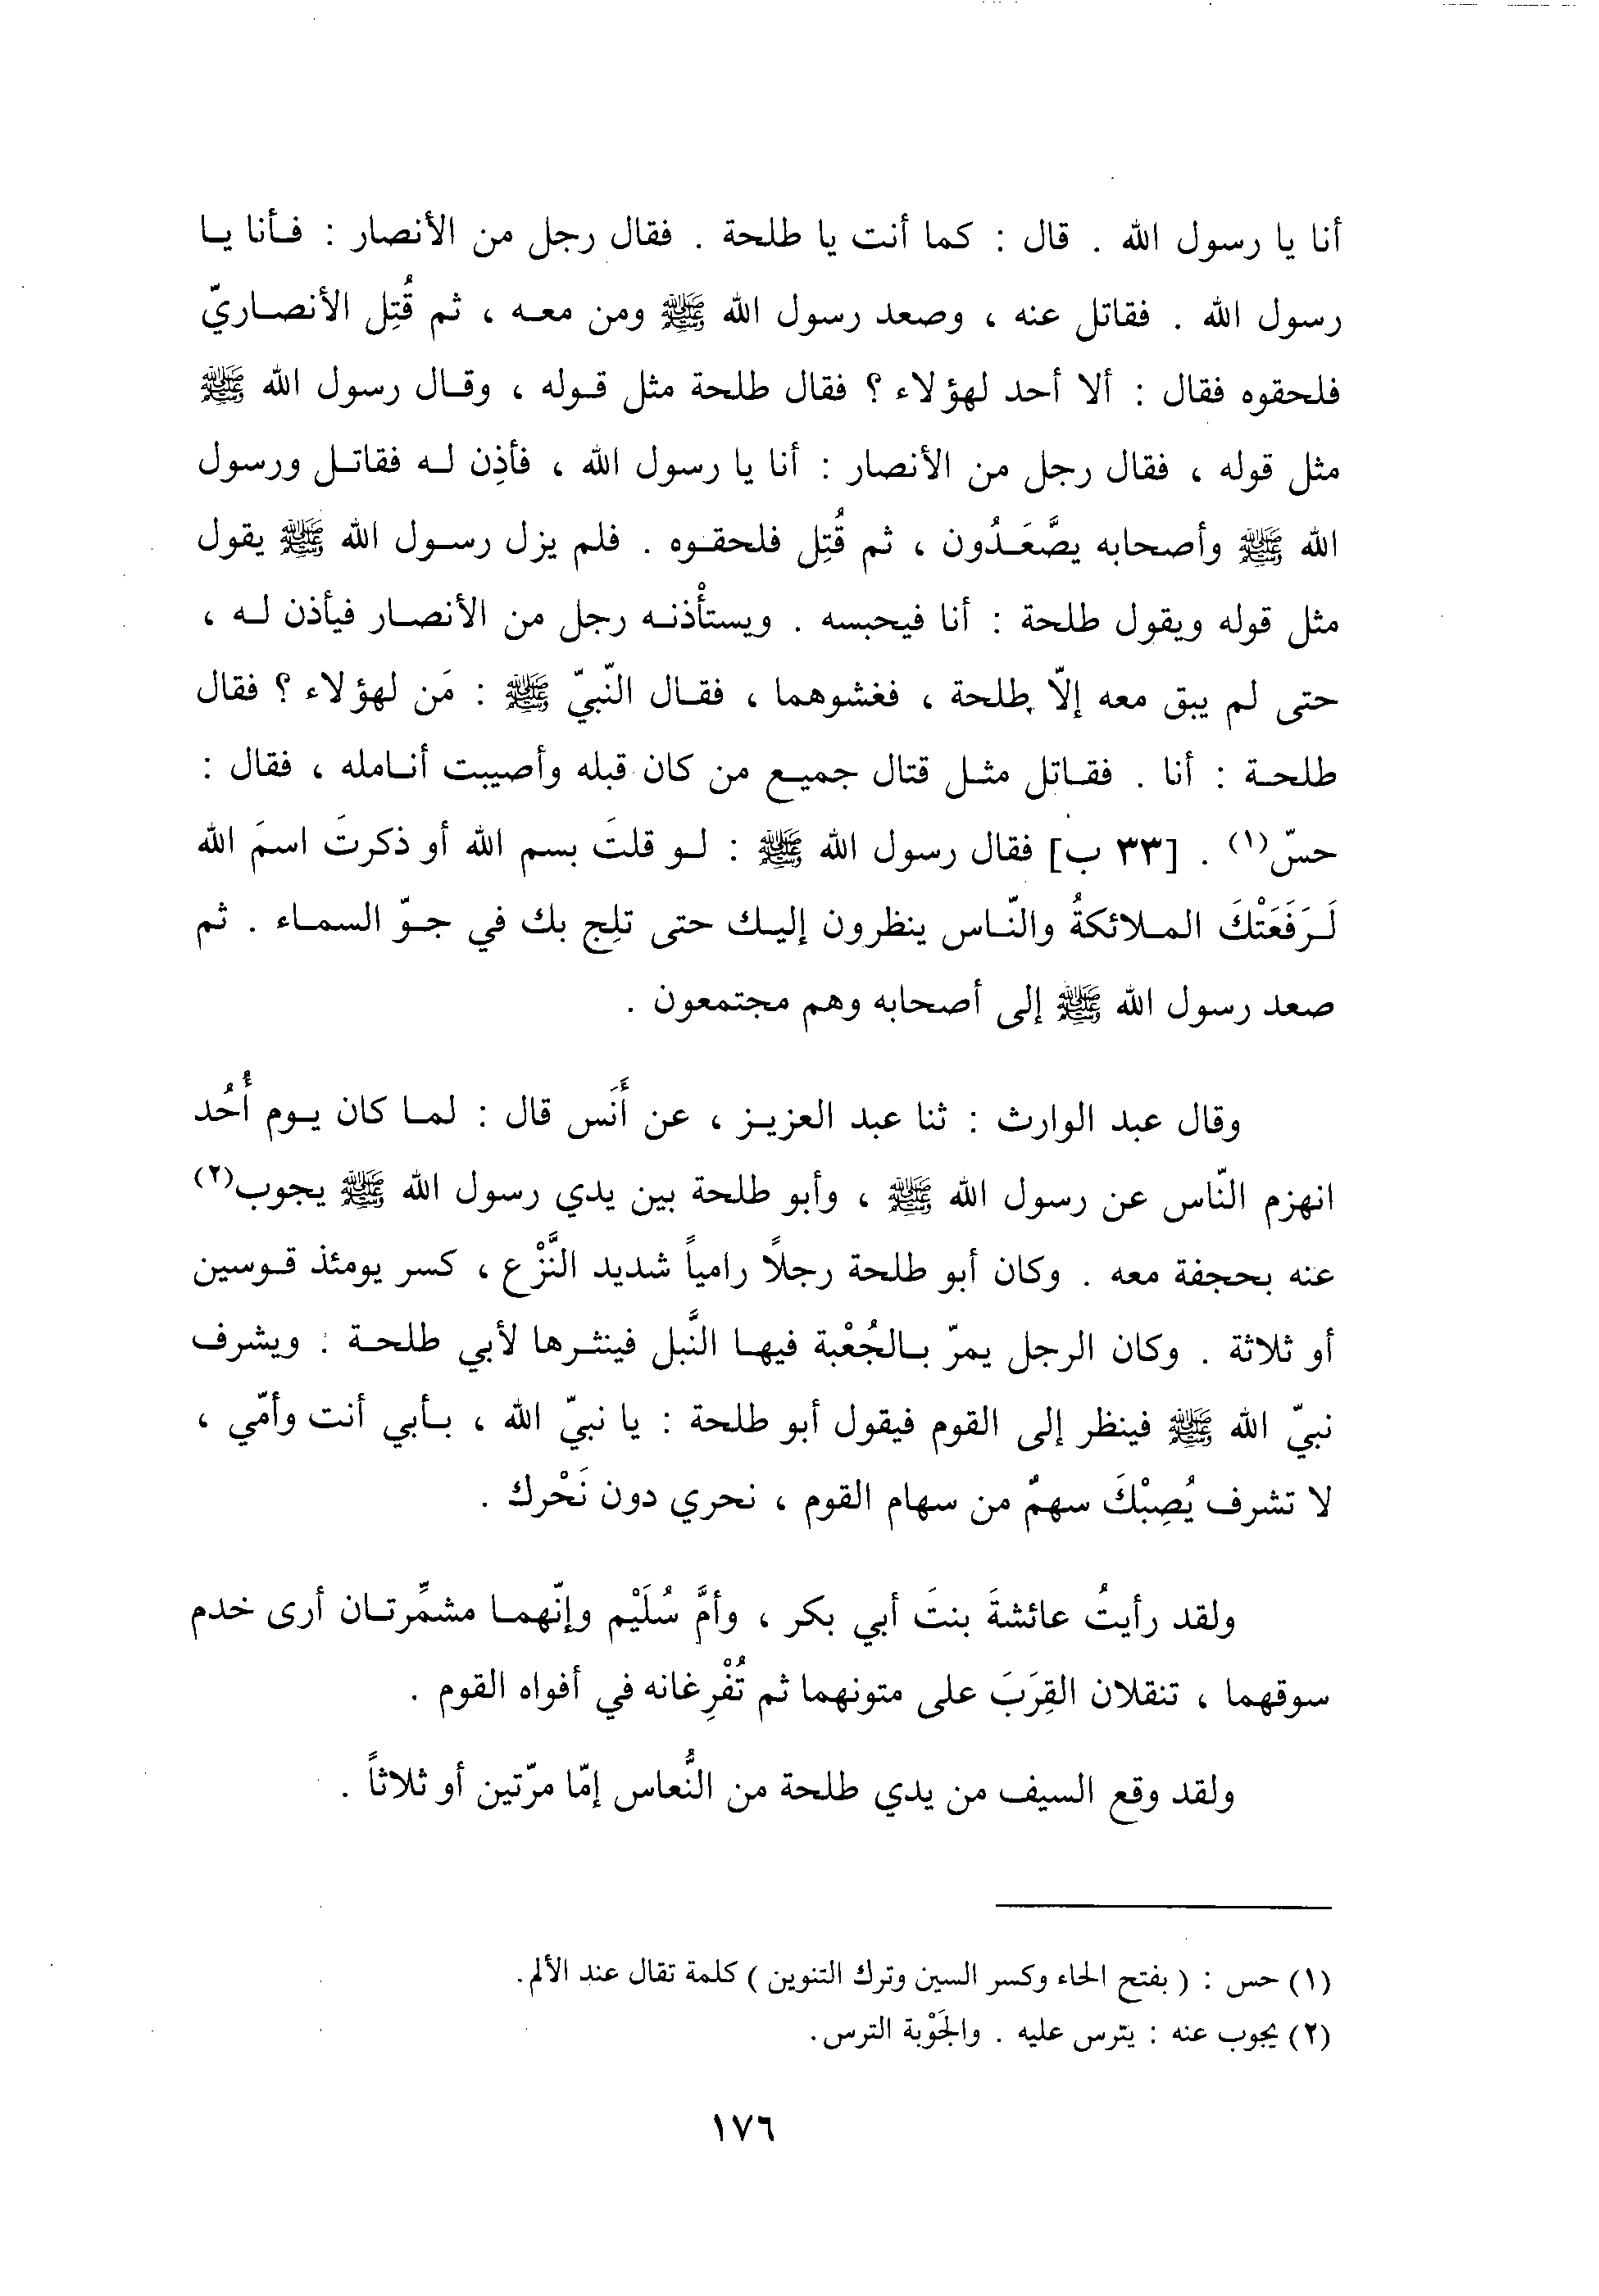 أنا يا رسول الله . قال : كما أنت يا طلحة . فقال رجل من الأنصار : فأنا يا
رسول الله . فقاتل عنه ، وصعد رسول الله ﷺ ومن معه ، ثم قُتِل الأنصاريّ
فلحقوه فقال : ألا أحد لهؤلاء ؟ فقال طلحة مثل قوله ، وقال رسول الله ﷺ
مثل قوله ، فقال رجل من الأنصار : أنا يا رسول الله ، فأذِن له فقاتل ورسول
الله ﷺ وأصحابه يصَّعَدُون ، ثم قُتِل فلحقوه . فلم يزل رسول الله ﷺ يقول
مثل قوله ويقول طلحة : أنا فيحبسه . ويستأْذنه رجل من الأنصار فيأذن له ،
حتى لم يبق معه إلّا طلحة ، فغشوهما ، فقال النّبيّ ﷺ : مَن لهؤلاء ؟ فقال
طلحة : أنا . فقاتل مثل قتال جميع من كان قبله وأصيبت أنامله ، فقال :
حسّ(١) . [٣٣ ب] فقال رسول الله ﷺ : لو قلتَ بسم الله أو ذكرتَ اسمَ الله
لَرَفَعَتْكَ الملائكةُ والنّاس ينظرون إليك حتى تلِج بك في جوّ السماء . ثم
صعد رسول الله ﷺ إلى أصحابه وهم مجتمعون .
وقال عبد الوارث : ثنا عبد العزيز ، عن أَنَس قال : لما كان يوم أُحُد
انهزم النّاس عن رسول الله ﷺ ، وأبو طلحة بين يدي رسول الله ﷺ يجوب(٢)
عنه بحجفة معه . وكان أبو طلحة رجلاً رامياً شديد النَّزْع ، كسر يومئذ قوسين
أو ثلاثة . وكان الرجل يمرّ بالجُعْبة فيها النَّبل فينثرها لأبي طلحة : ويشرف
نبيّ الله ﷺ فينظر إلى القوم فيقول أبو طلحة : يا نبيّ الله ، بأبي أنت وأمّي ،
لا تشرف يُصِبْكَ سهمٌ من سهام القوم ، نحري دون نَحْرك .
ولقد رأيتُ عائشةَ بنتَ أبي بكر ، وأمَّ سُلَيْم وإنّهما مشمِّرتان أرى خدم
سوقهما ، تنقلان القِرَبَ على متونهما ثم تُفْرِغانه في أفواه القوم .
ولقد وقع السيف من يدي طلحة من النُّعاس إمّا مرّتين أو ثلاثاً .
(١) حس : ( بفتح الحاء وكسر السين وترك التنوين ) كلمة تقال عند الألم.
(٢) يجوب عنه : يترس عليه . والجَوْبة الترس.
١٧٦